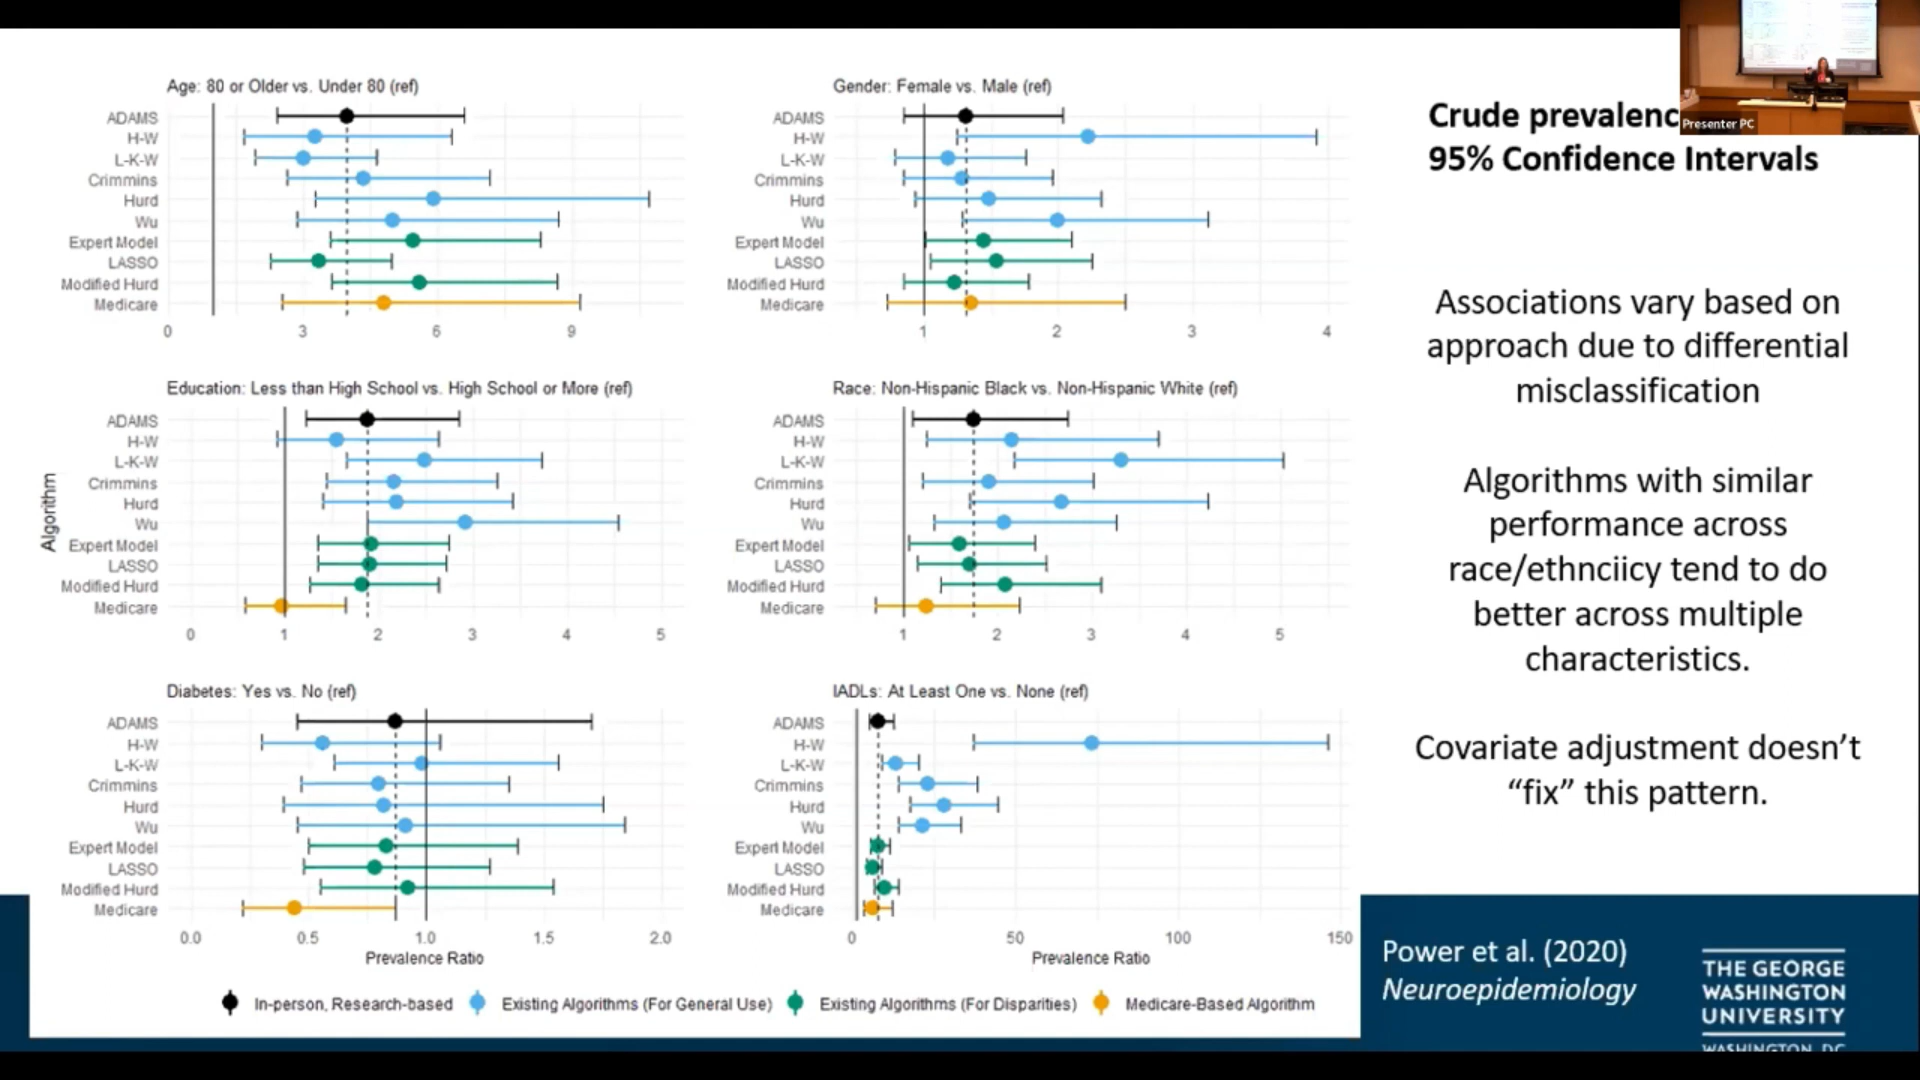 Age: 80 or Older vs. Under 80 (ref)
ADAMS
H-W
L-K-W
Crimmins
Hurd
Wu
Expert Model
LASSO
Modified Hurd
Medicare
0 3 6 9
Gender: Female vs. Male (ref)
ADAMS
H-W
L-K-W
Crimmins
Hurd
Wu
Expert Model
LASSO
Modified Hurd
Medicare
1 2 3 4
Education: Less than High School vs. High School or More (ref)
Algorithm
ADAMS
H-W
L-K-W
Crimmins
Hurd
Wu
Expert Model
LASSO
Modified Hurd
Medicare
0 1 2 3 4 5
Race: Non-Hispanic Black vs. Non-Hispanic White (ref)
ADAMS
H-W
L-K-W
Crimmins
Hurd
Wu
Expert Model
LASSO
Modified Hurd
Medicare
1 2 3 4 5
Diabetes: Yes vs. No (ref)
ADAMS
H-W
L-K-W
Crimmins
Hurd
Wu
Expert Model
LASSO
Modified Hurd
Medicare
0.0 0.5 1.0 1.5 2.0
Prevalence Ratio
IADLs: At Least One vs. None (ref)
ADAMS
H-W
L-K-W
Crimmins
Hurd
Wu
Expert Model
LASSO
Modified Hurd
Medicare
0 50 100 150
Prevalence Ratio
In-person, Research-based Existing Algorithms (For General Use) Existing Algorithms (For Disparities) Medicare-Based Algorithm
Crude prevalenc
Presenter PC
95% Confidence Intervals
Associations vary based on
approach due to differential
misclassification
Algorithms with similar
performance across
race/ethnciicy tend to do
better across multiple
characteristics.
Covariate adjustment doesn't
“fix” this pattern.
Power et al. (2020)
Neuroepidemiology
THE GEORGE
WASHINGTON
UNIVERSITY
WASHINGTON, DC